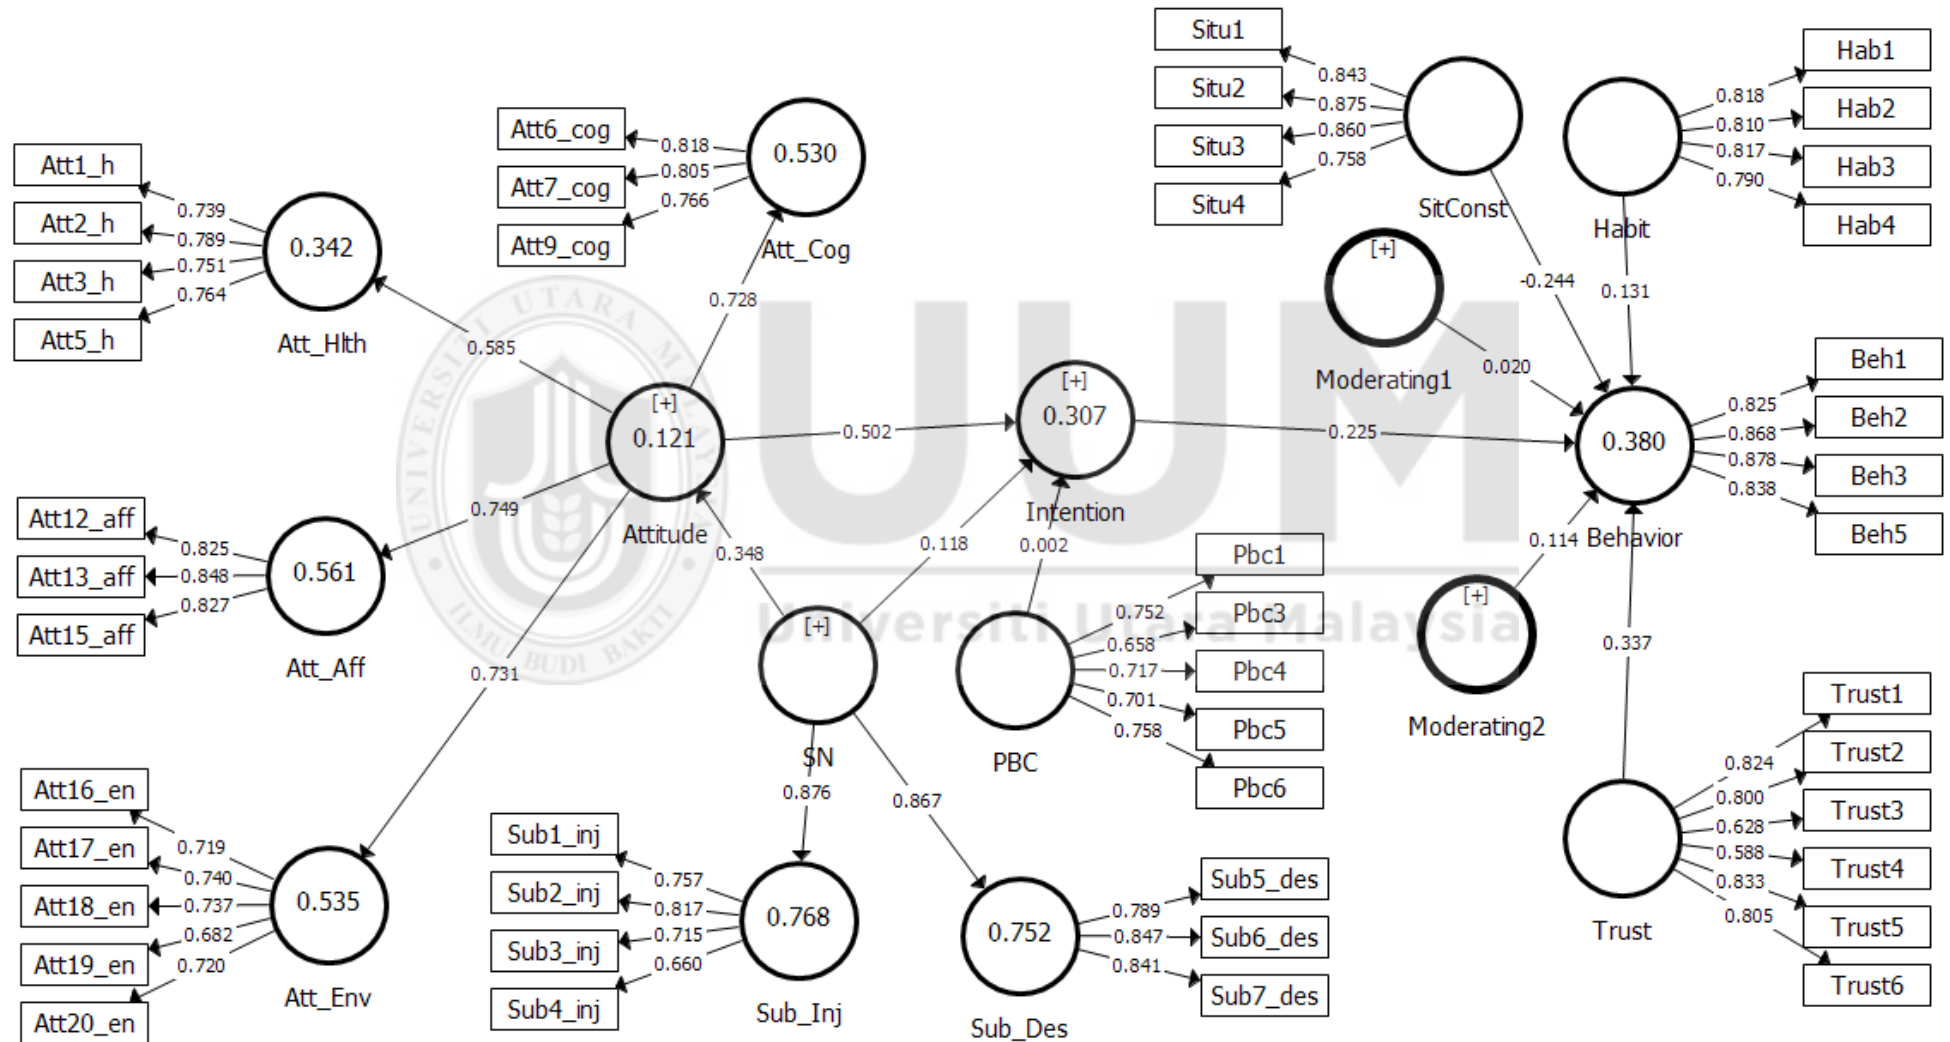 Situ1
0.843
Situ2
0.875
Situ3
0.860
Situ4
0.758
SitConst
-0.244
Hab1
0.818
Hab2
0.810
Hab3
0.817
Hab4
0.790
Habit
0.131
Att6_cog
0.818
Att7_cog
0.805
Att9_cog
0.766
0.530
Att_Cog
0.728
Att1_h
0.739
Att2_h
0.789
Att3_h
0.751
Att5_h
0.764
0.342
Att_Hlth
0.585
[+]
Moderating1
0.020
[+]
0.121
Attitude
0.502
[+]
0.307
Intention
0.225
0.380
Behavior
Beh1
0.825
Beh2
0.868
Beh3
0.878
Beh5
0.838
Att12_aff
0.825
Att13_aff
0.848
Att15_aff
0.827
0.561
Att_Aff
0.749
0.731
0.348
0.118
0.002
[+]
SN
0.876
0.867
PBC
Pbc1
0.752
Pbc3
0.658
Pbc4
0.717
Pbc5
0.701
Pbc6
0.758
0.114
[+]
Moderating2
0.337
Trust
Trust1
0.824
Trust2
0.800
Trust3
0.628
Trust4
0.588
Trust5
0.833
Trust6
0.805
Att16_en
0.719
Att17_en
0.740
Att18_en
0.737
Att19_en
0.682
Att20_en
0.720
0.535
Att_Env
Sub1_inj
0.757
Sub2_inj
0.817
Sub3_inj
0.715
Sub4_inj
0.660
0.768
Sub_Inj
0.752
Sub_Des
Sub5_des
0.789
Sub6_des
0.847
Sub7_des
0.841
UUM
Universiti Utara Malaysia
UNIVERSITI UTARA MALAYSIA
ILMU BUDI BAKTI